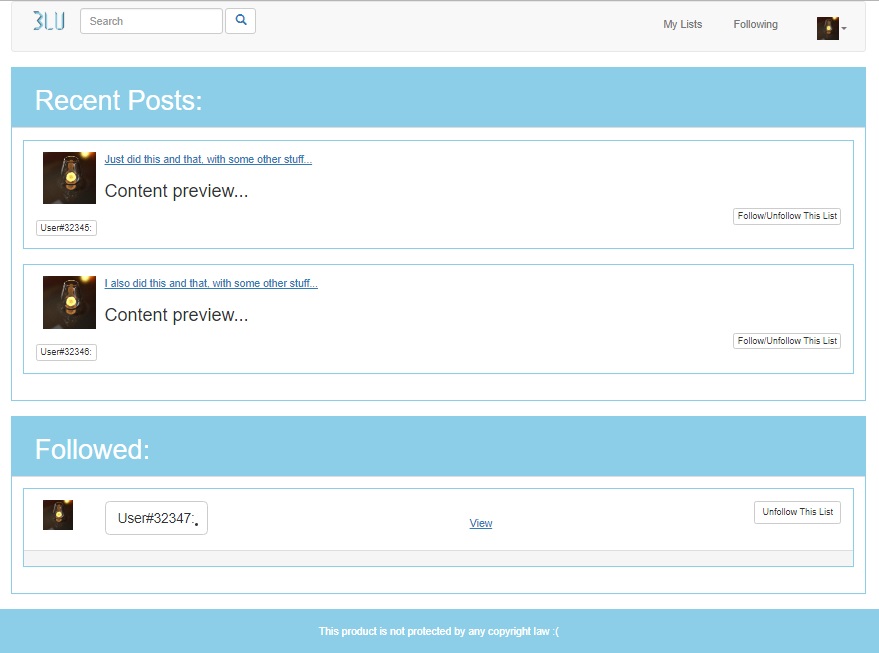 3LU Search My Lists Following
Recent Posts:
Just did this and that, with some other stuff...
Content preview...
Follow/Unfollow This List
User#32345:
I also did this and that, with some other stuff...
Content preview...
Follow/Unfollow This List
User#32346:
Followed:
User#32347: View Unfollow This List
This product is not protected by any copyright law :(